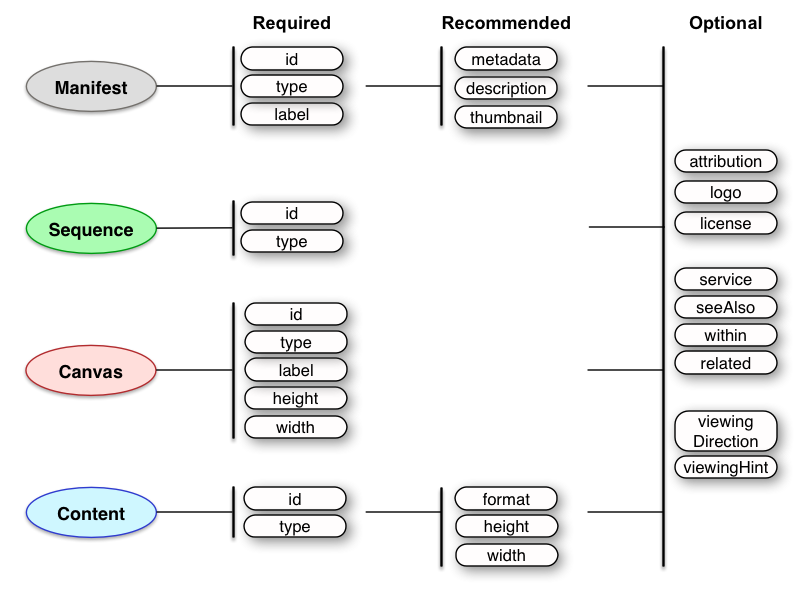 Required
Recommended
Optional
Manifest
id
type
label
metadata
description
thumbnail
Sequence
id
type
Canvas
id
type
label
height
width
Content
id
type
format
height
width
attribution
logo
license
service
seeAlso
within
related
viewing
Direction
viewingHint